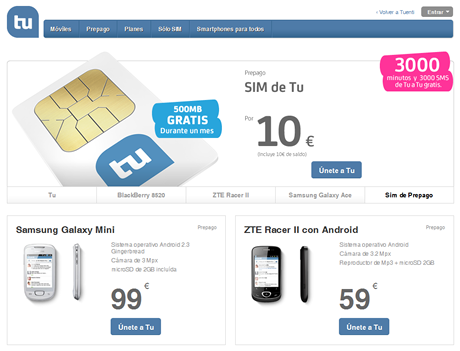 tu
‹ Volver a Tuenti
Entrar
Móviles
Prepago
Planes
Sólo SIM
Smartphones para todos
3000
minutos y 3000 SMS
de Tu a Tu gratis.
Prepago
SIM de Tu
500MB
GRATIS
Durante un mes
tu
Por
10 €
(Incluye 10€ de saldo)
Únete a Tu
Tu
BlackBerry 8520
ZTE Racer II
Samsung Galaxy Ace
Sim de Prepago
Samsung Galaxy Mini
Prepago
Sistema operativo Android 2.3
Gingerbread
Cámara de 3 Mpx
microSD de 2GB incluida
99 €
Únete a Tu
ZTE Racer II con Android
Prepago
Sistema operativo Android
Cámara de 3.2 Mpx
Reproductor de Mp3 + microSD 2GB
59 €
Únete a Tu